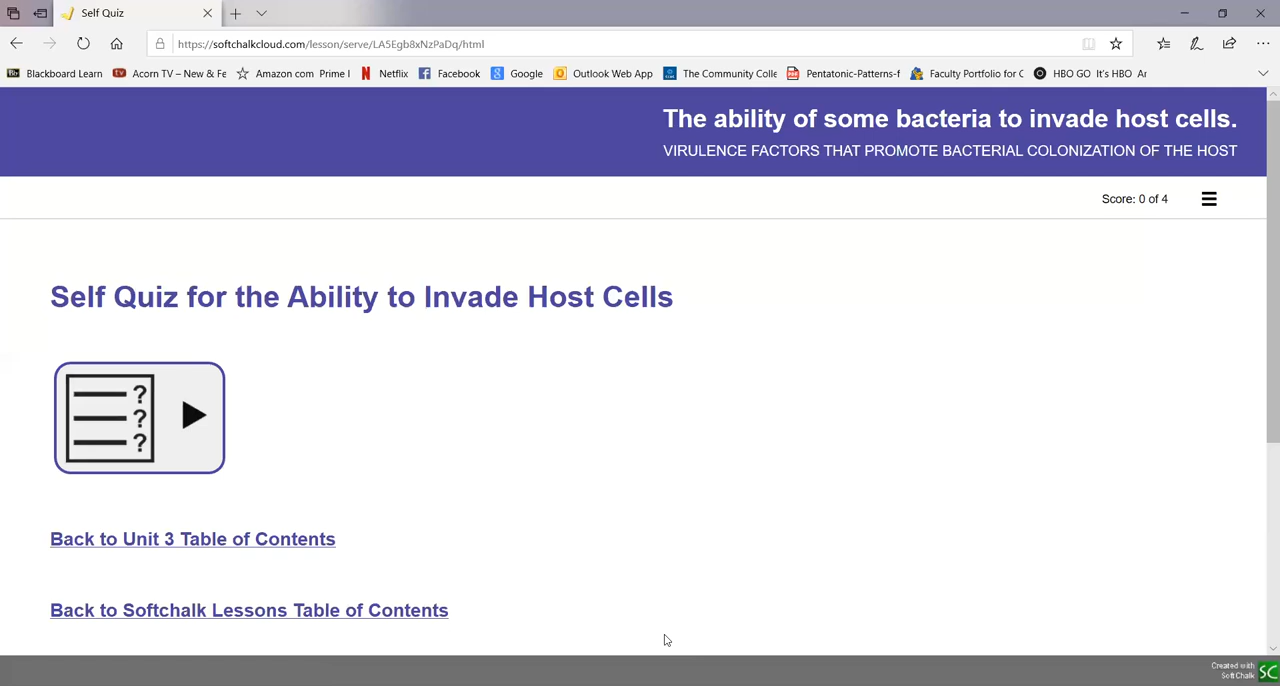 Self Quiz
https://softchalkcloud.com/lesson/serve/LA5Egb8xNzPaDq/html
Blackboard Learn Acorn TV – New & Fe Amazon com Prime I Netflix Facebook Google Outlook Web App The Community Colle Pentatonic-Patterns-f Faculty Portfolio for C HBO GO It's HBO Ar
The ability of some bacteria to invade host cells.
VIRULENCE FACTORS THAT PROMOTE BACTERIAL COLONIZATION OF THE HOST
Score: 0 of 4
Self Quiz for the Ability to Invade Host Cells
?
?
?
Back to Unit 3 Table of Contents
Back to Softchalk Lessons Table of Contents
Created with
SoftChalk
SC